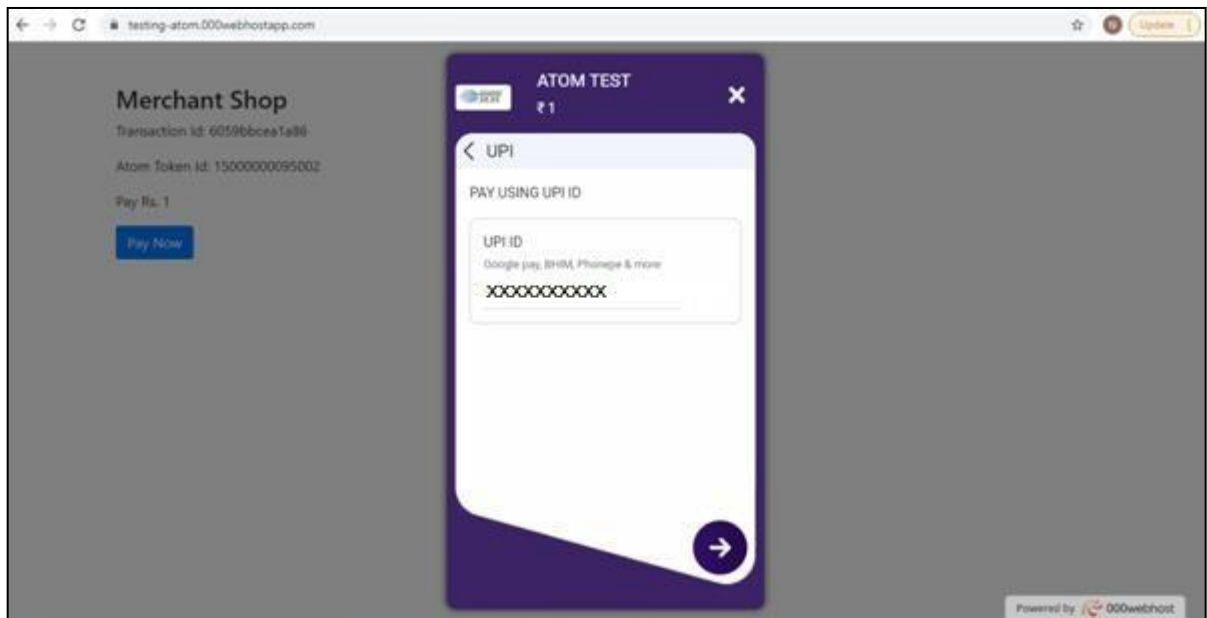 testing-atom.000webhostapp.com
Update
Merchant Shop
Transaction Id: 6059bbcea1a86
Atom Token Id: 15000000095002
Pay Rs. 1
Pay Now
ATOM TEST
₹1
UPI
PAY USING UPI ID
UPI ID
Google pay, BHIM, Phonepe & more
XXXXXXXXXX
Powered by 000webhost